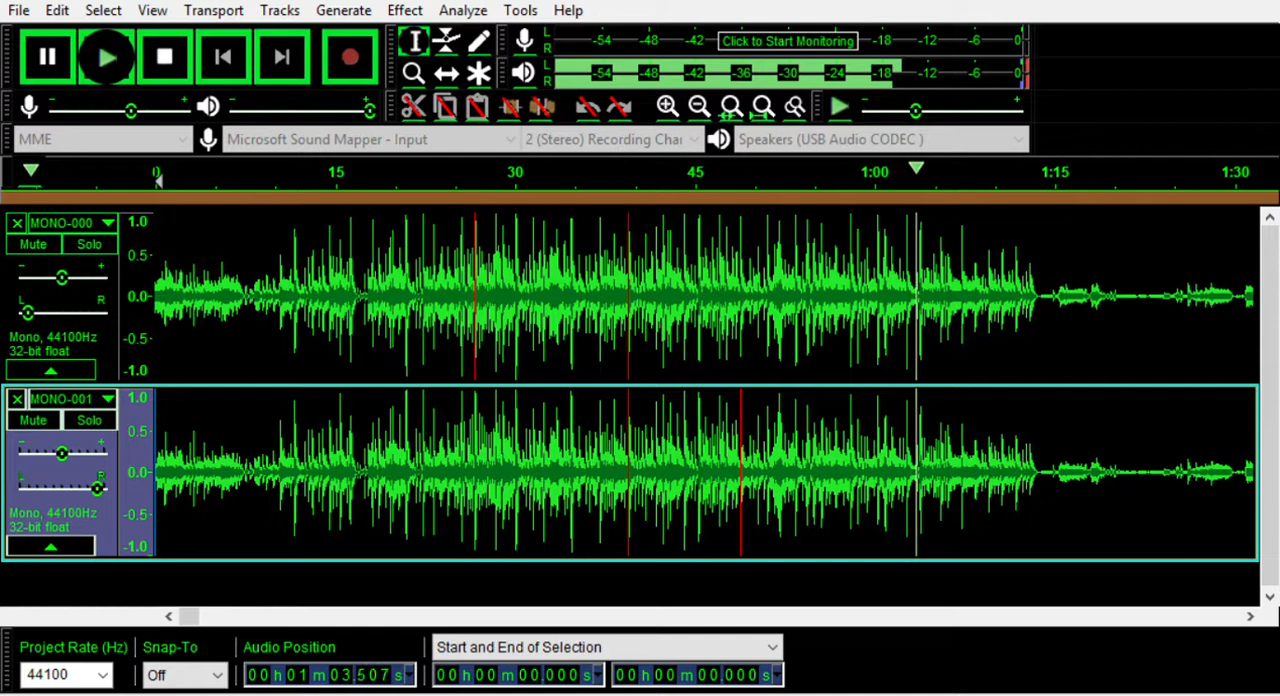 File Edit Select View Transport Tracks Generate Effect Analyze Tools Help
L R -54 -48 -42 Click to Start Monitoring -18 -12 -6 0
L R -54 -48 -42 -36 -30 -24 -18 -12 -6 0
- + - + - +
MME Microsoft Sound Mapper - Input 2 (Stereo) Recording Chai Speakers (USB Audio CODEC )
0 15 30 45 1:00 1:15 1:30
MONO-000 1.0
Mute Solo 0.5
- +
0.0
L R
Mono, 44100Hz -0.5
32-bit float
-1.0
MONO-001 1.0
Mute Solo 0.5
- +
0.0
L R
Mono, 44100Hz -0.5
32-bit float
-1.0
Project Rate (Hz) Snap-To Audio Position Start and End of Selection
44100 Off 00 h 01 m 03.507 s 00 h 00 m 00.000 s 00 h 00 m 00.000 s